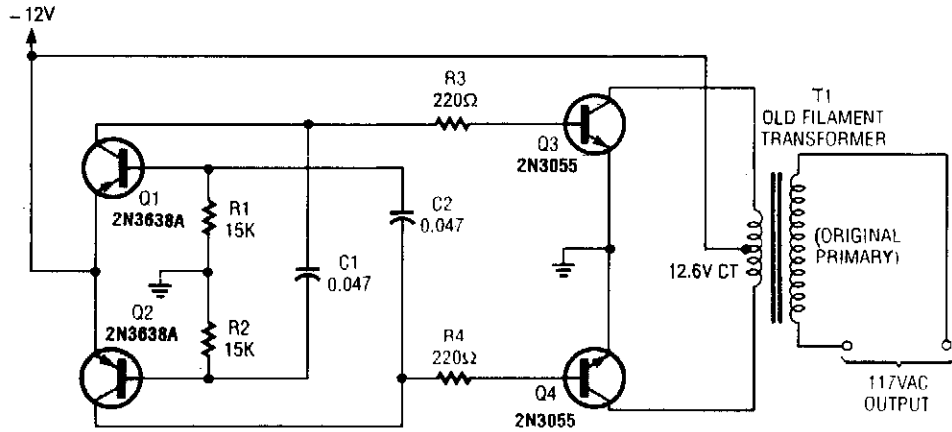 – 12V
R3
220Ω
Q3
2N3055
T1
OLD FILAMENT
TRANSFORMER
Q1
2N3638A
R1
15K
C2
0.047
C1
0.047
12.6V CT
(ORIGINAL
PRIMARY)
Q2
2N3638A
R2
15K
R4
220Ω
Q4
2N3055
117VAC
OUTPUT